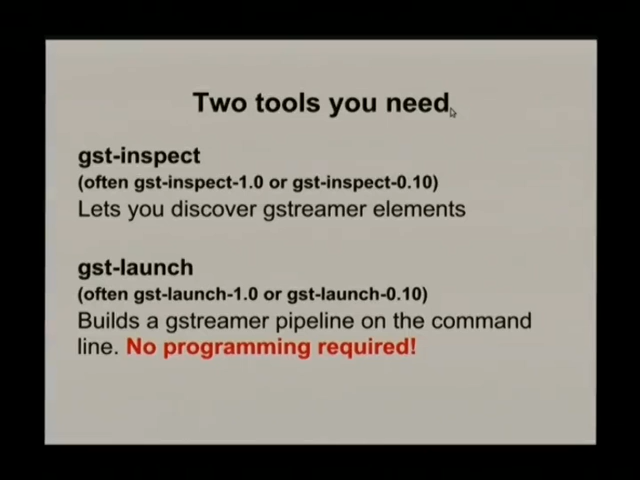 Two tools you need
gst-inspect
(often gst-inspect-1.0 or gst-inspect-0.10)
Lets you discover gstreamer elements
gst-launch
(often gst-launch-1.0 or gst-launch-0.10)
Builds a gstreamer pipeline on the command
line. No programming required!